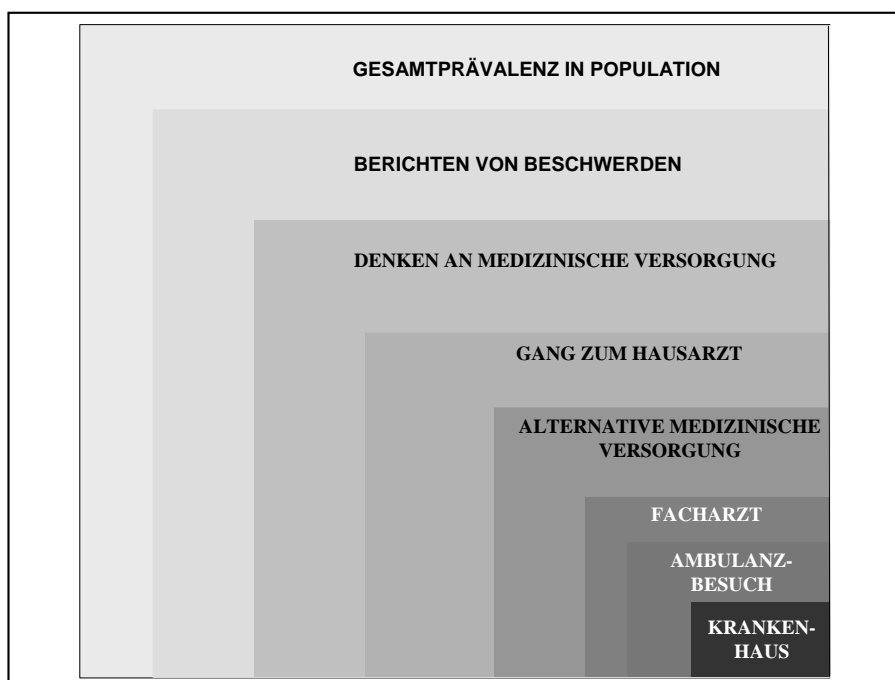 GESAMTPRÄVALENZ IN POPULATION
BERICHTEN VON BESCHWERDEN
DENKEN AN MEDIZINISCHE VERSORGUNG
GANG ZUM HAUSARZT
ALTERNATIVE MEDIZINISCHE
VERSORGUNG
FACHARZT
AMBULANZ-
BESUCH
KRANKEN-
HAUS